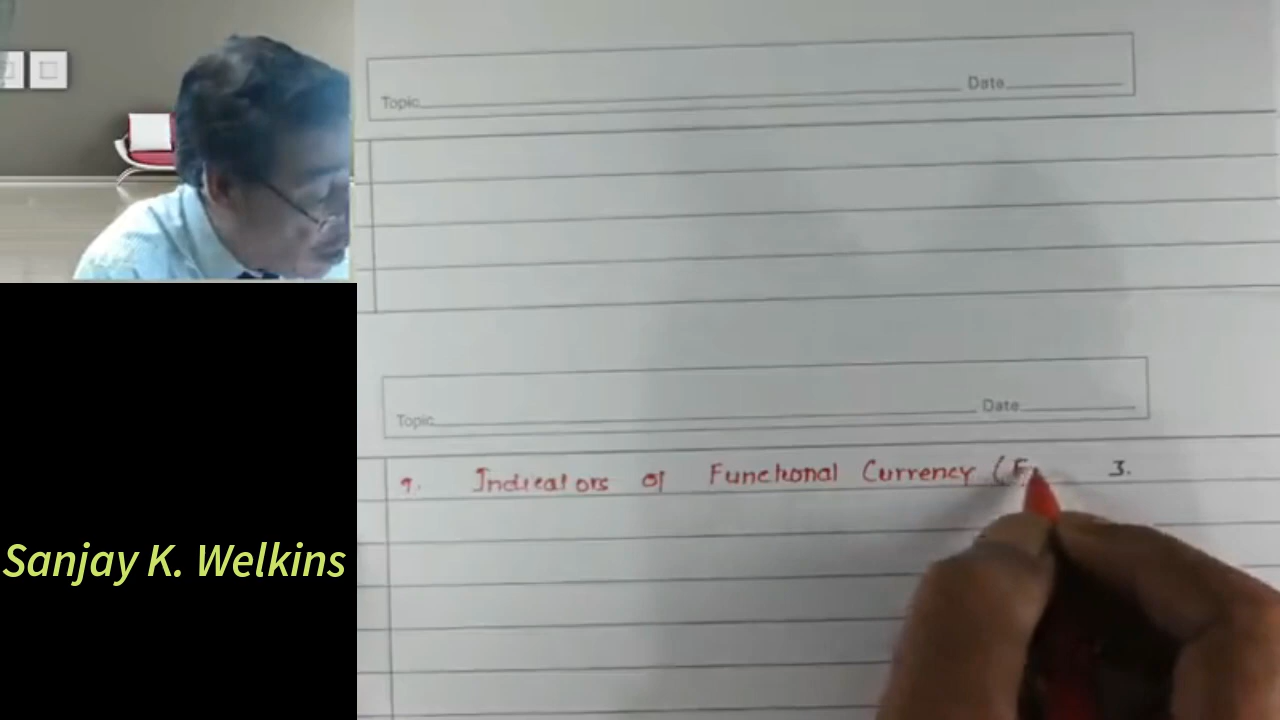 Topic Date
Topic Date
9. Indicators of Functional Currency (F 3.
Sanjay K. Welkins